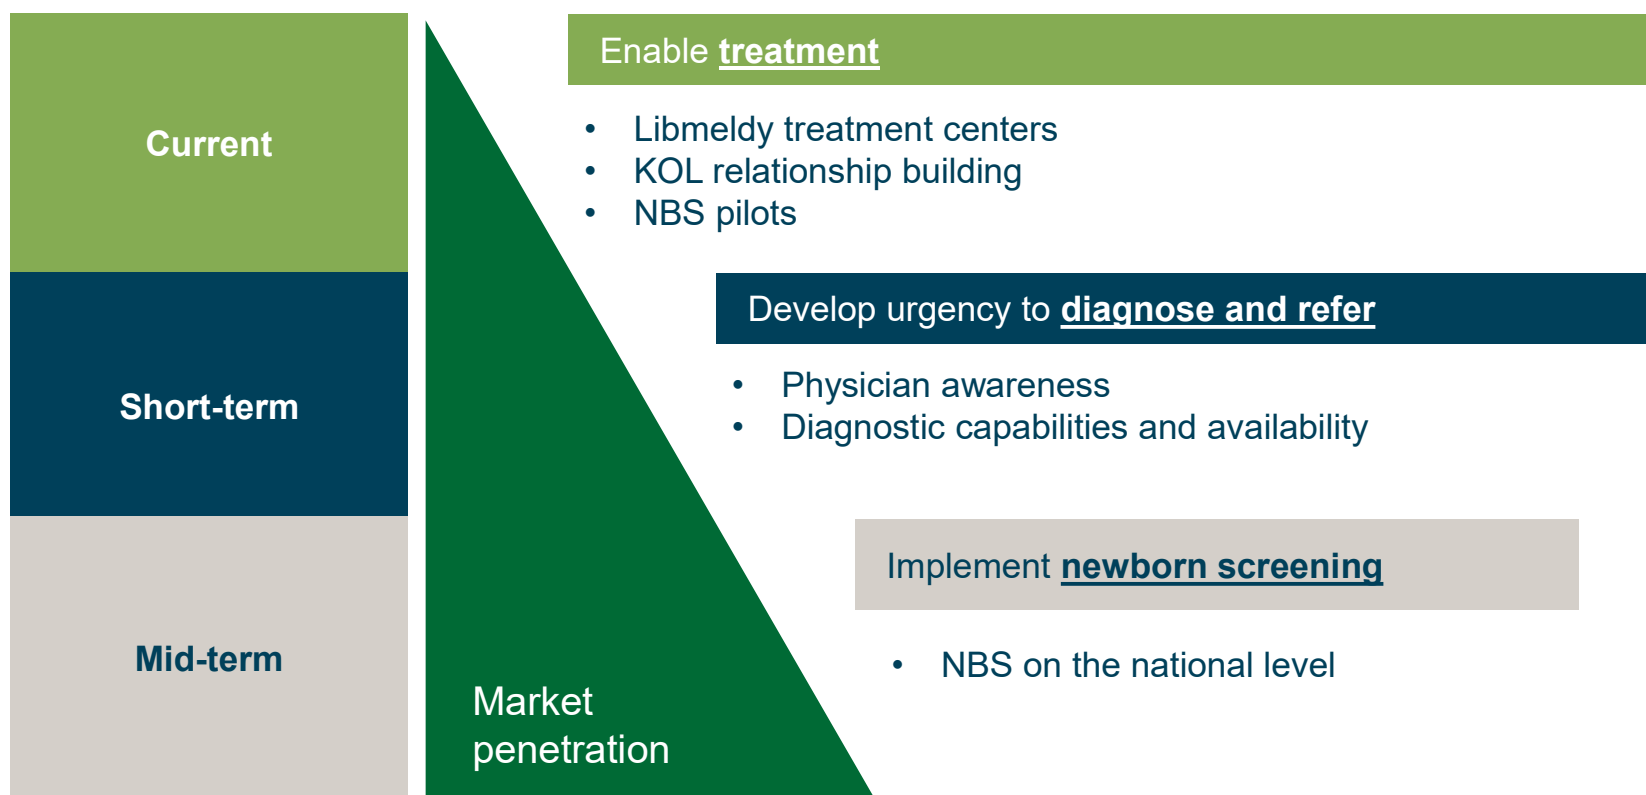 Current
Enable treatment
• Libmeldy treatment centers
• KOL relationship building
• NBS pilots
Short-term
Develop urgency to diagnose and refer
• Physician awareness
• Diagnostic capabilities and availability
Mid-term
Implement newborn screening
• NBS on the national level
Market
penetration